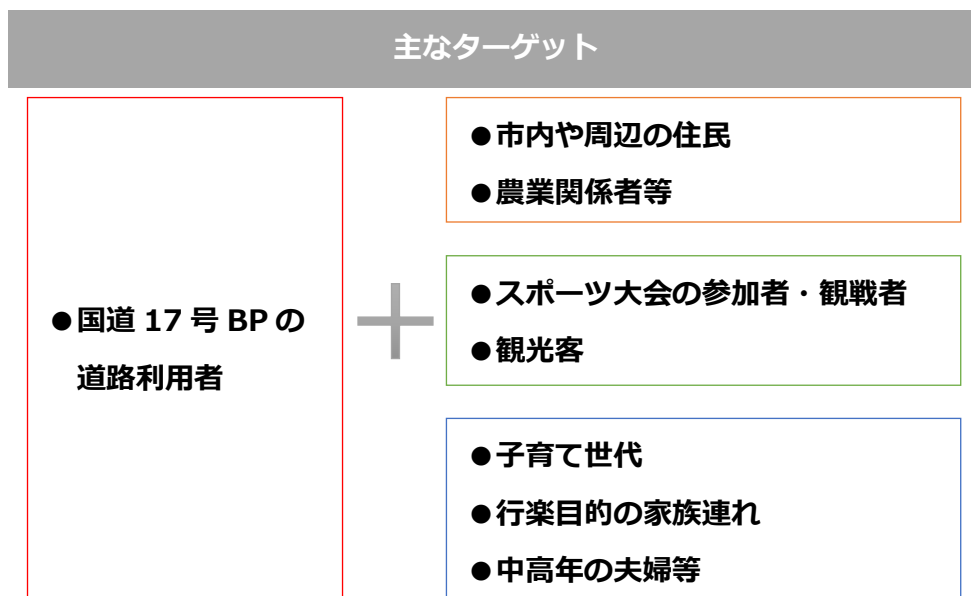 主なターゲット
●国道 17 号 BP の
道路利用者
●市内や周辺の住民
●農業関係者等
●スポーツ大会の参加者・観戦者
●観光客
●子育て世代
●行楽目的の家族連れ
●中高年の夫婦等